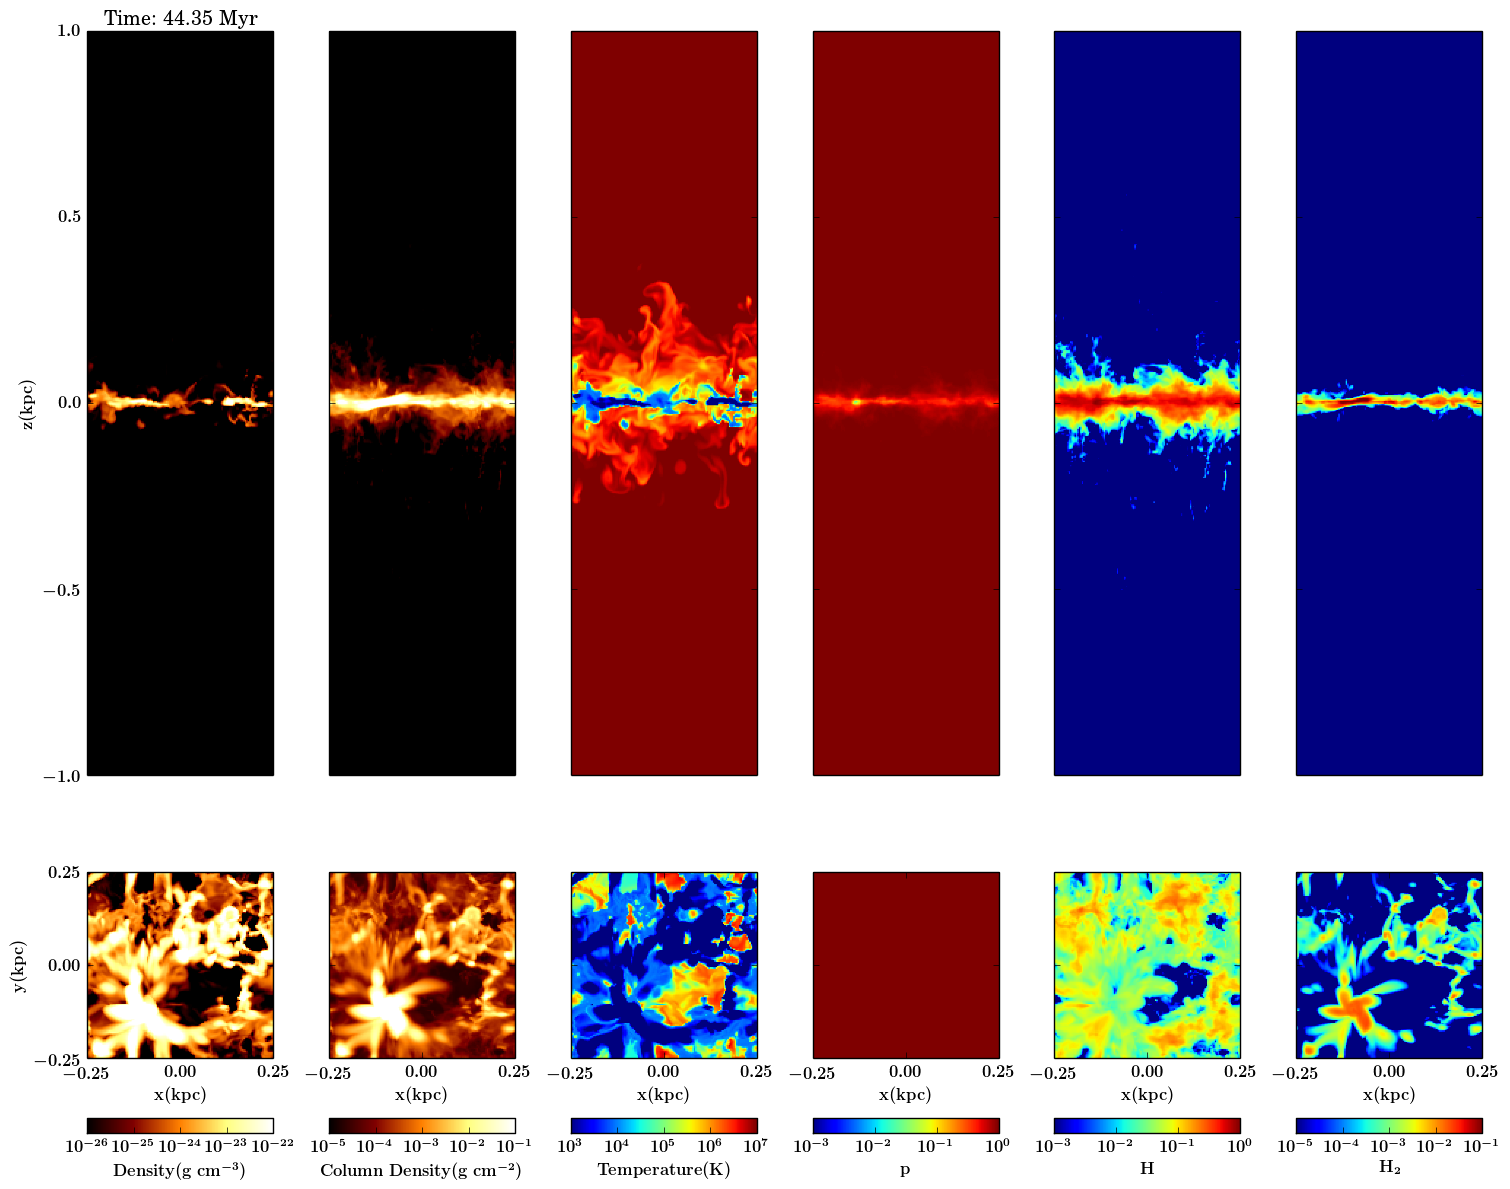 Time: 44.35 Myr
1.0
0.5
0.0
−0.5
−1.0
z(kpc)
0.25
0.00
−0.25
y(kpc)
−0.25 0.00 0.25 −0.25 0.00 0.25 −0.25 0.00 0.25 −0.25 0.00 0.25 −0.25 0.00 0.25 −0.25 0.00 0.25
x(kpc) x(kpc) x(kpc) x(kpc) x(kpc) x(kpc)
10⁻²⁶ 10⁻²⁵ 10⁻²⁴ 10⁻²³ 10⁻²² 10⁻⁵ 10⁻⁴ 10⁻³ 10⁻² 10⁻¹ 10³ 10⁴ 10⁵ 10⁶ 10⁷ 10⁻³ 10⁻² 10⁻¹ 10⁰ 10⁻³ 10⁻² 10⁻¹ 10⁰ 10⁻⁵ 10⁻⁴ 10⁻³ 10⁻² 10⁻¹
Density(g cm⁻³) Column Density(g cm⁻²) Temperature(K) p H H₂